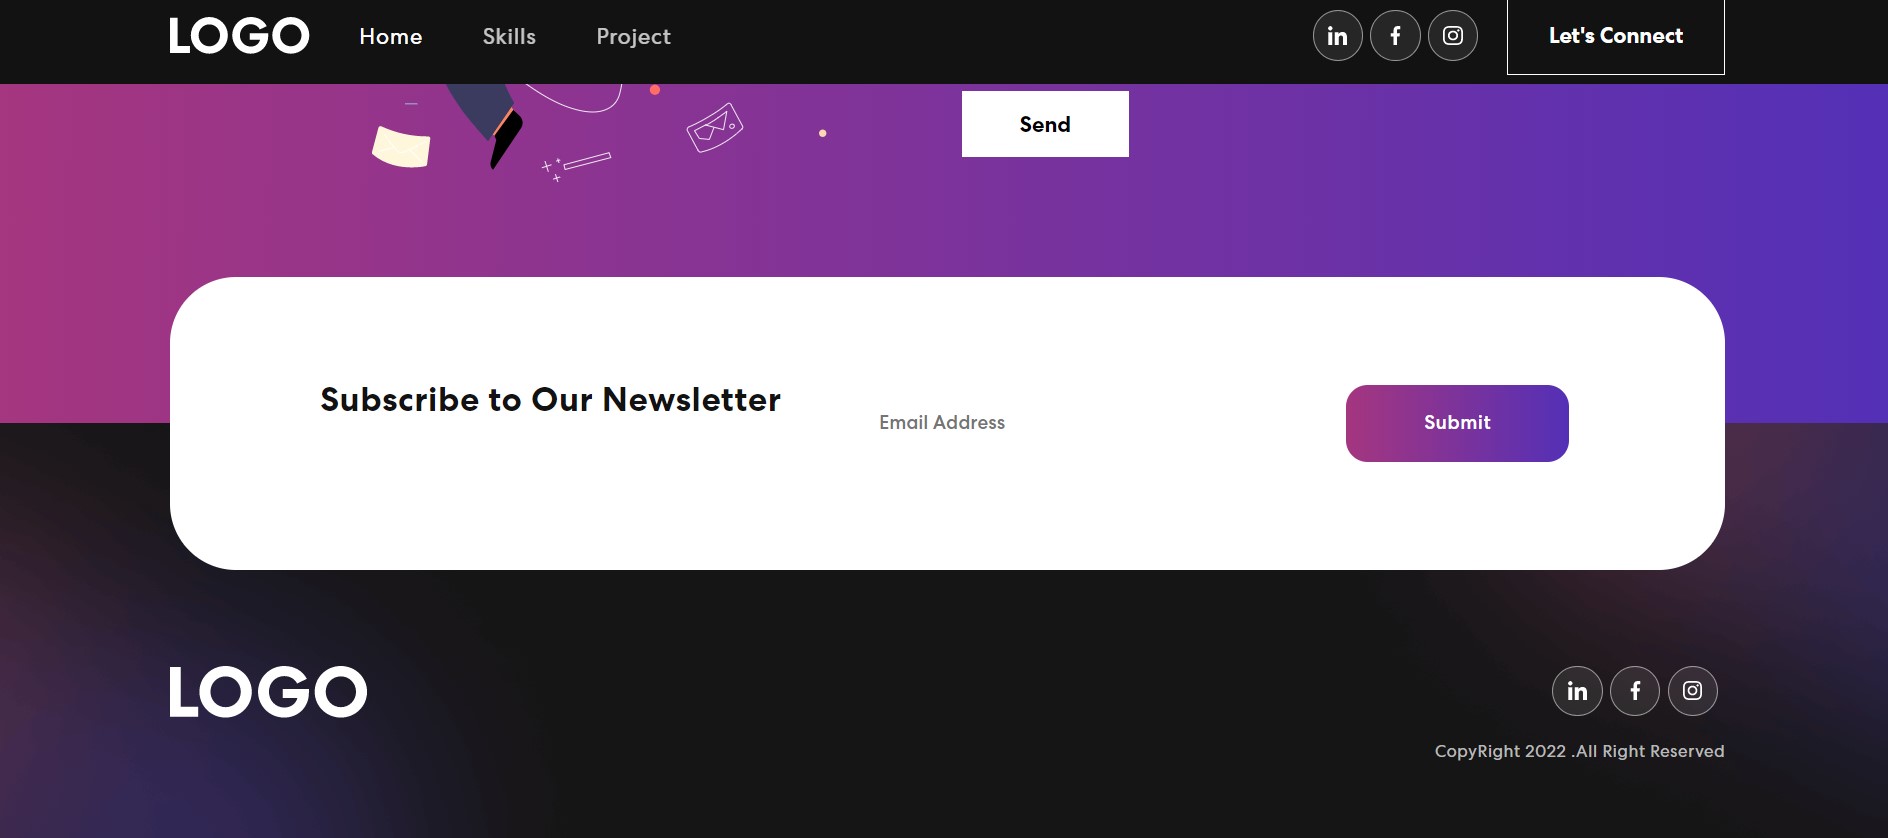 LOGO Home Skills Project in f Let's Connect
Send
Subscribe to Our Newsletter
Email Address
Submit
LOGO
in f
CopyRight 2022 .All Right Reserved